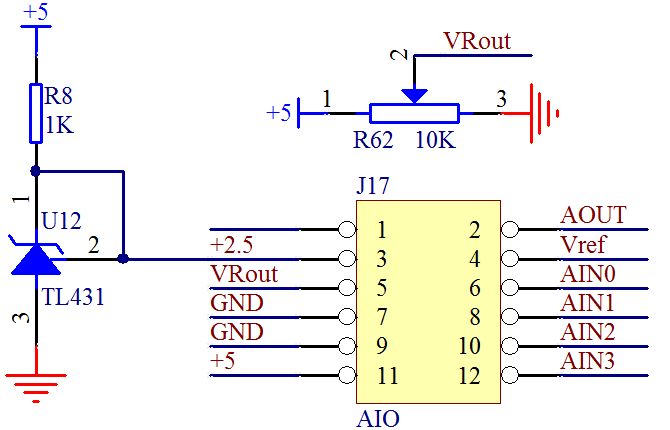 +5
VRout
2
R8
1K
1
3
+5
R62
10K
J17
1
U12
2
TL431
3
+2.5
VRout
GND
GND
+5
1
2
3
4
5
6
7
8
9
10
11
12
AOUT
Vref
AIN0
AIN1
AIN2
AIN3
AIO